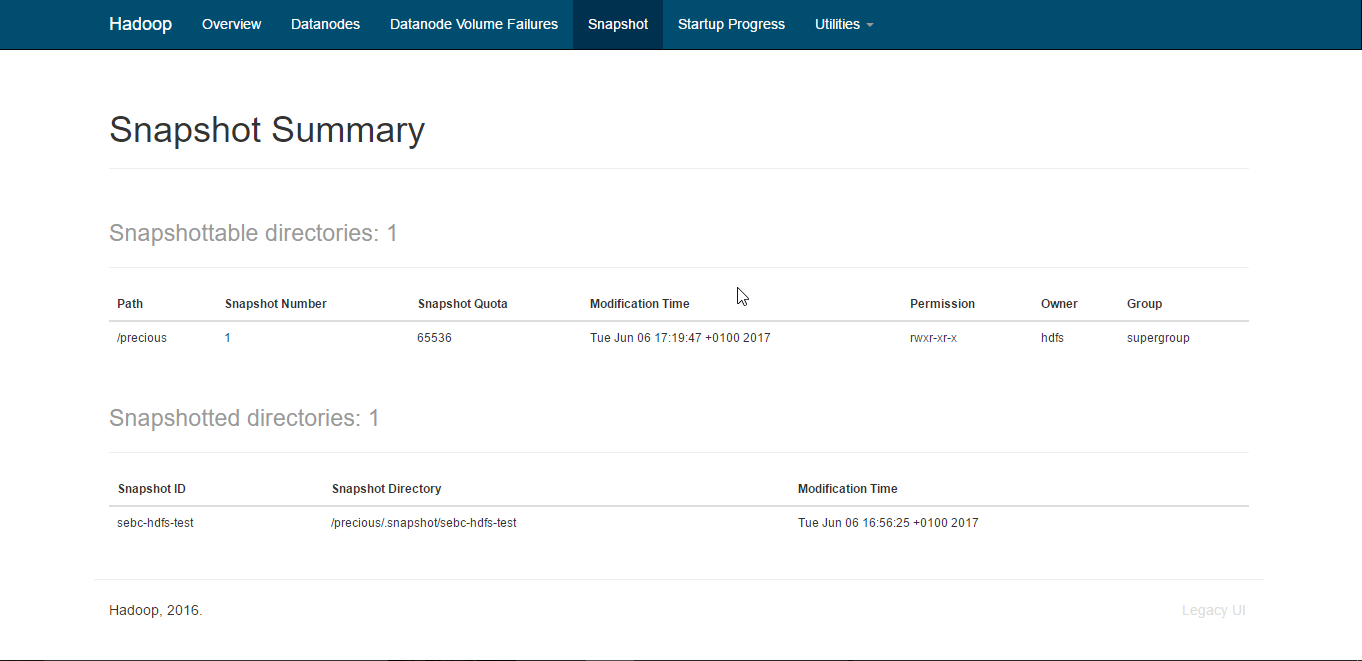 Hadoop Overview Datanodes Datanode Volume Failures Snapshot Startup Progress Utilities
Snapshot Summary
Snapshottable directories: 1
Path Snapshot Number Snapshot Quota Modification Time Permission Owner Group
/precious 1 65536 Tue Jun 06 17:19:47 +0100 2017 rwxr-xr-x hdfs supergroup
Snapshotted directories: 1
Snapshot ID Snapshot Directory Modification Time
sebc-hdfs-test /precious/.snapshot/sebc-hdfs-test Tue Jun 06 16:56:25 +0100 2017
Hadoop, 2016. Legacy UI